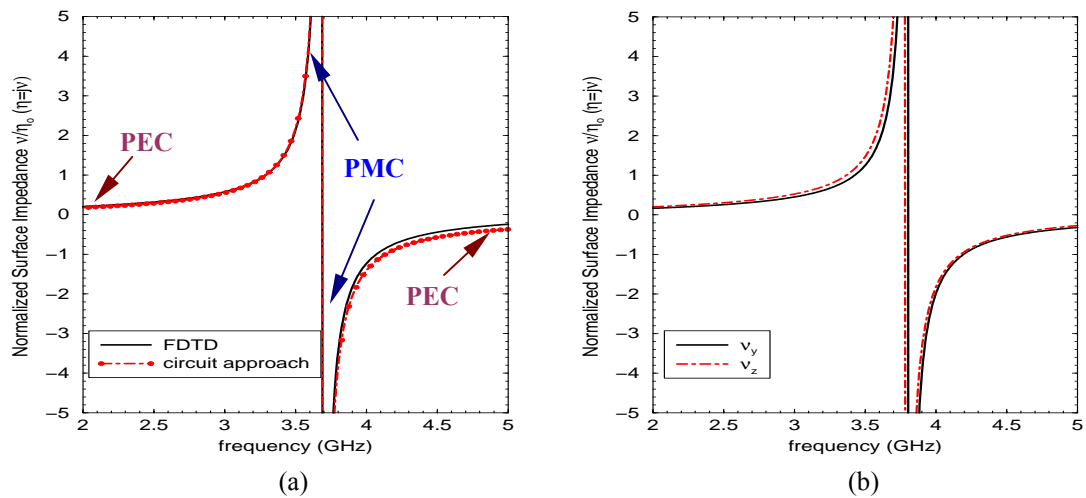 5
4
3
2
1
0
−1
−2
−3
−4
−5
Normalized Surface Impedance ν/ηo (η=jν)
PEC
PMC
PEC
FDTD
circuit approach
2
2.5
3
3.5
4
4.5
5
frequency (GHz)
(a)
5
4
3
2
1
0
−1
−2
−3
−4
−5
Normalized Surface Impedance ν/ηo (η=jν)
νy
νz
2
2.5
3
3.5
4
4.5
5
frequency (GHz)
(b)